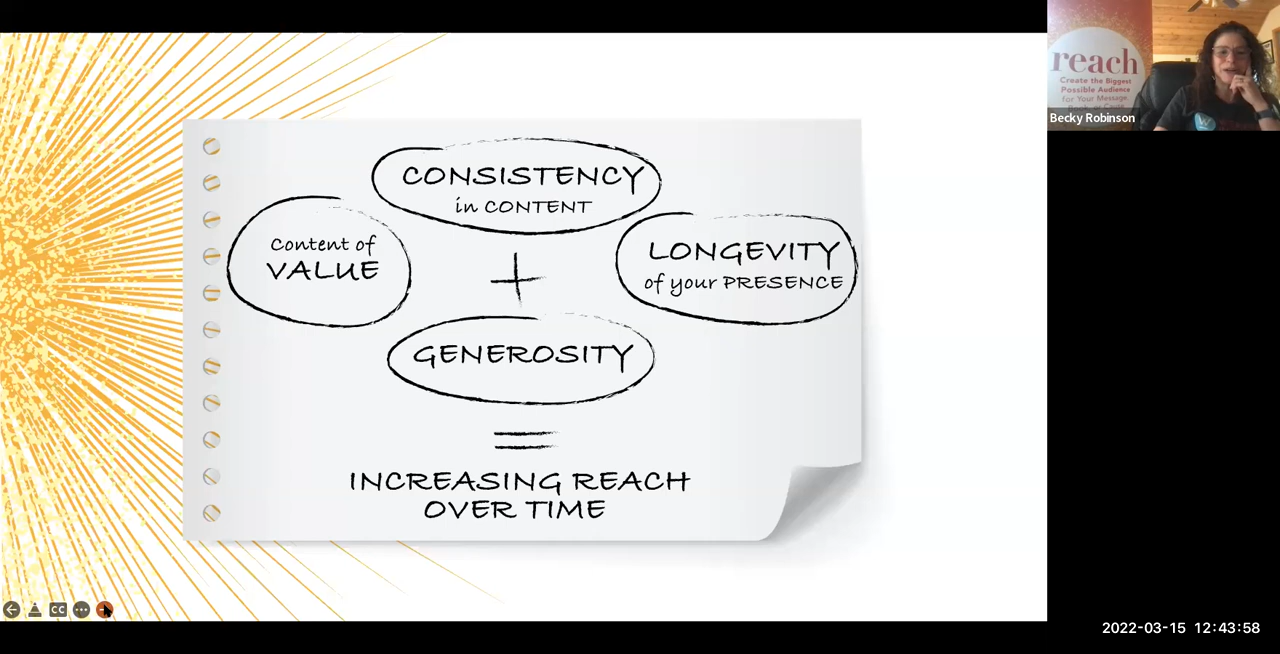 CONSISTENCY
in CONTENT
Content of
VALUE
LONGEVITY
of your PRESENCE
GENEROSITY
INCREASING REACH
OVER TIME
reach
Create the Biggest
Possible Audience
for Your Message,
Becky Robinson
CC
2022-03-15 12:43:58